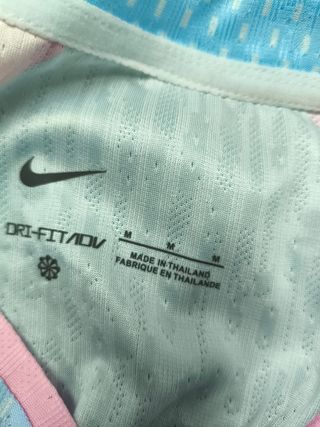 DRI-FIT ADV
M M M
MADE IN THAILAND
FABRIQUE EN THAILANDE